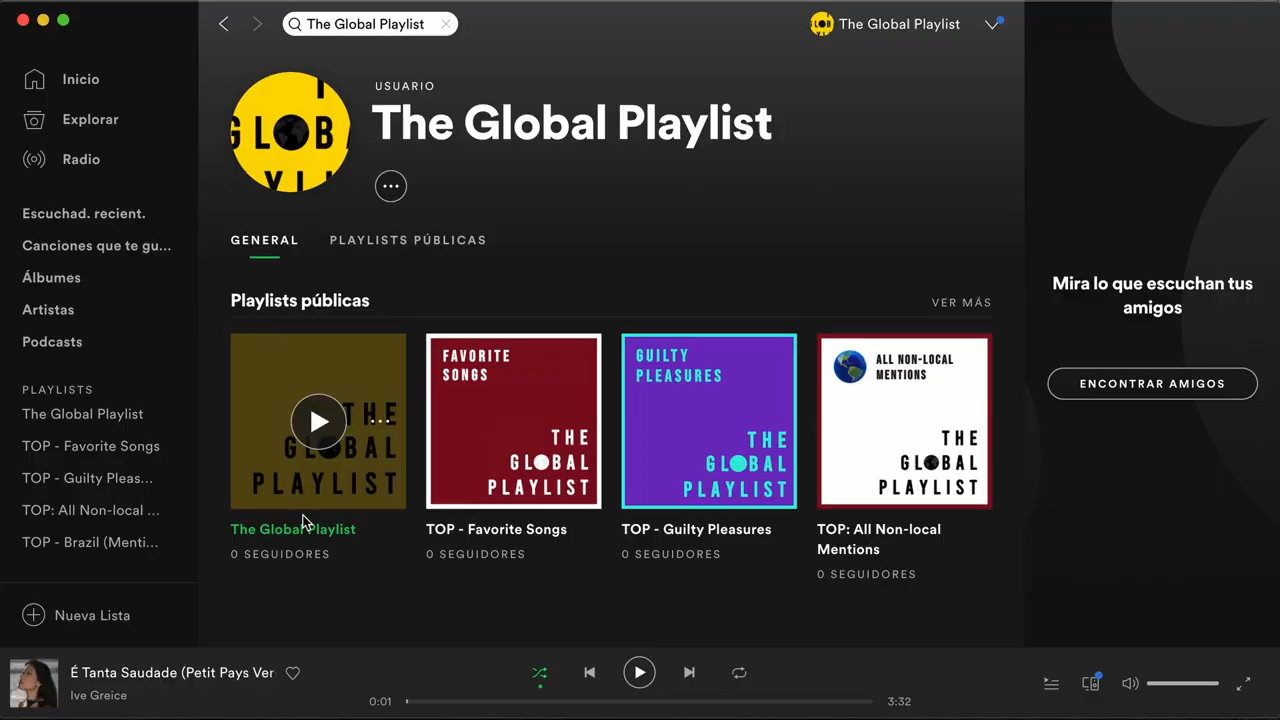 The Global Playlist
The Global Playlist
Inicio
Explorar
Radio
Escuchad. recient.
Canciones que te gu...
Álbumes
Artistas
Podcasts
PLAYLISTS
The Global Playlist
TOP - Favorite Songs
TOP - Guilty Pleas...
TOP: All Non-local ...
TOP - Brazil (Menti...
Nueva Lista
GLOB
USUARIO
The Global Playlist
GENERAL
PLAYLISTS PÚBLICAS
Playlists públicas
VER MÁS
THE
GLOBAL
PLAYLIST
The Global Playlist
0 SEGUIDORES
FAVORITE
SONGS
THE
GLOBAL
PLAYLIST
TOP - Favorite Songs
0 SEGUIDORES
GUILTY
PLEASURES
THE
GLOBAL
PLAYLIST
TOP - Guilty Pleasures
0 SEGUIDORES
ALL NON-LOCAL
MENTIONS
THE
GLOBAL
PLAYLIST
TOP: All Non-local
Mentions
0 SEGUIDORES
Mira lo que escuchan tus
amigos
ENCONTRAR AMIGOS
É Tanta Saudade (Petit Pays Ver
Ive Greice
0:01
3:32